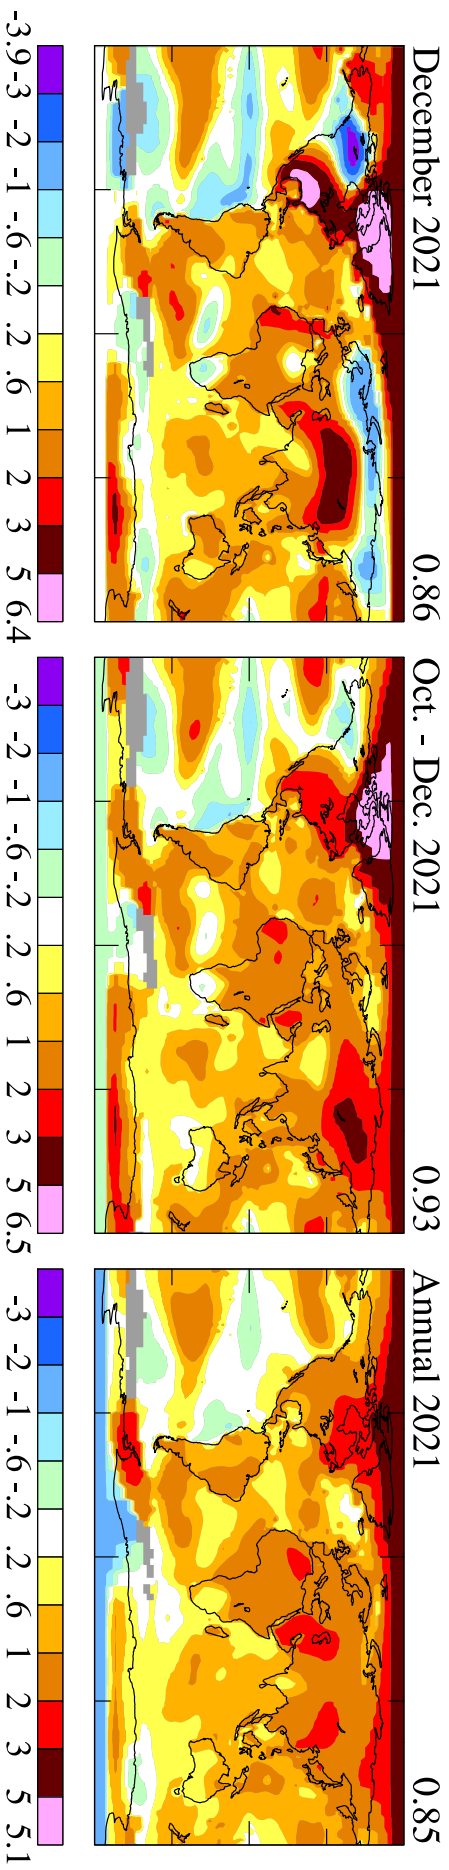 December 2021 0.86
-3.9 -3 -2 -1 -.6 -.2 .2 .6 1 2 3 5 6.4
Oct. - Dec. 2021 0.93
-3 -2 -1 -.6 -.2 .2 .6 1 2 3 5 6.5
Annual 2021 0.85
-3 -2 -1 -.6 -.2 .2 .6 1 2 3 5 5.1